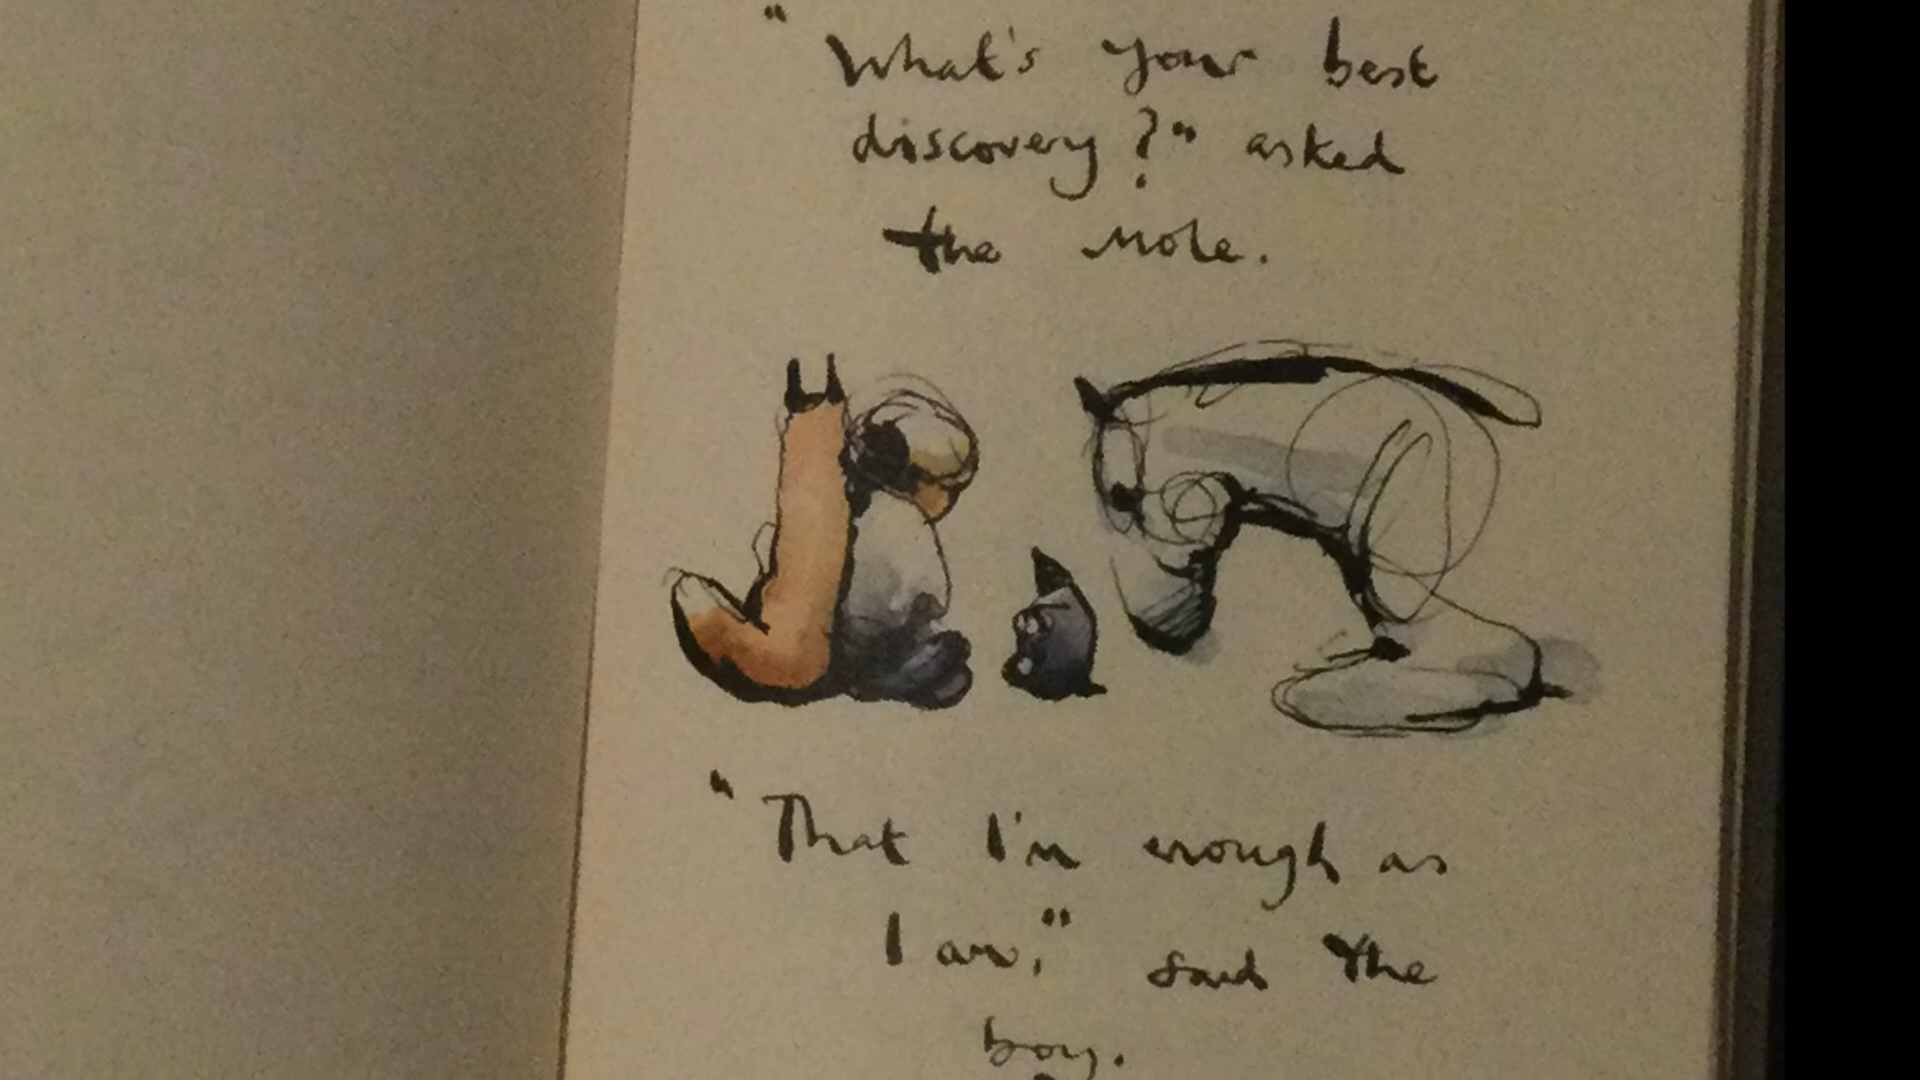 "What's your best
discovery?" asked
the mole.
"That I'm enough as
I am," said the
boy.